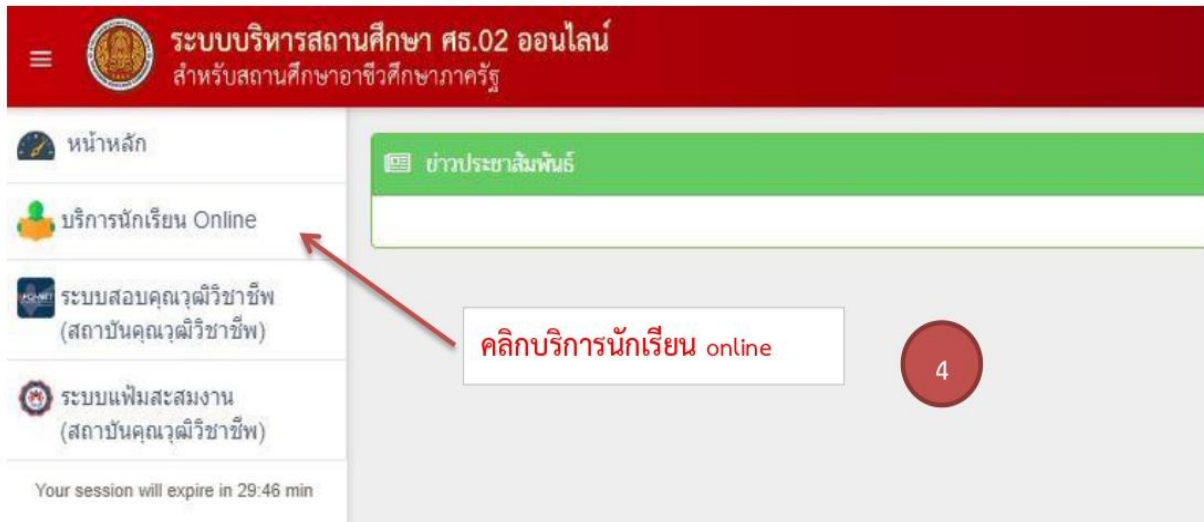 ระบบบริหารสถานศึกษา ศธ.02 ออนไลน์
สำหรับสถานศึกษาอาชีวศึกษาภาครัฐ
หน้าหลัก
ข่าวประชาสัมพันธ์
บริการนักเรียน Online
ระบบสอบคุณวุฒิวิชาชีพ
(สถาบันคุณวุฒิวิชาชีพ)
คลิกบริการนักเรียน online
4
ระบบแฟ้มสะสมงาน
(สถาบันคุณวุฒิวิชาชีพ)
Your session will expire in 29:46 min